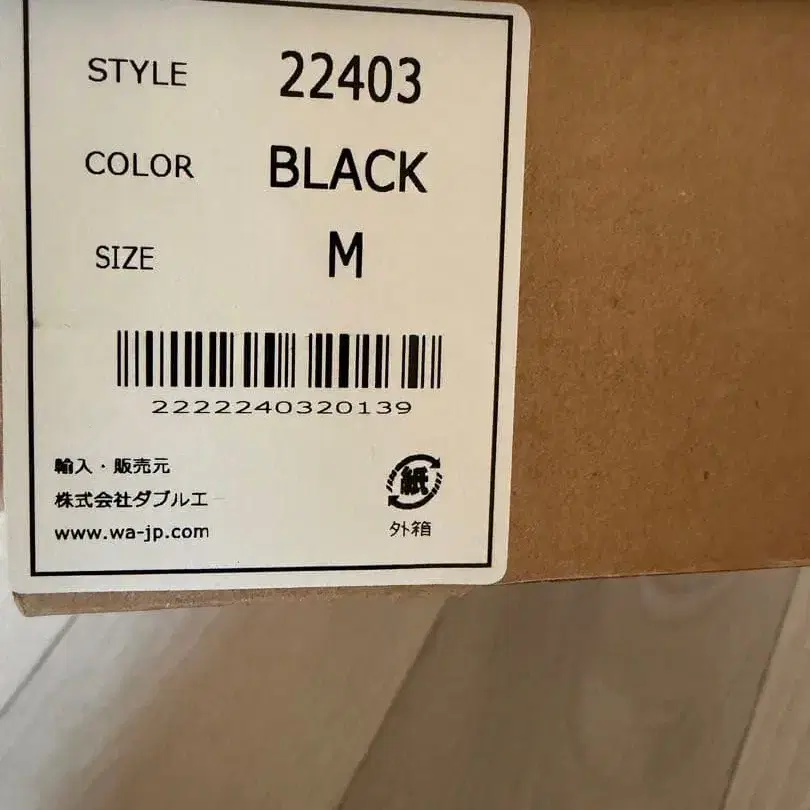 STYLE 22403
COLOR BLACK
SIZE M
2222240320139
輸入・販売元
株式会社ダブルエー
www.wa-jp.com
紙
外箱